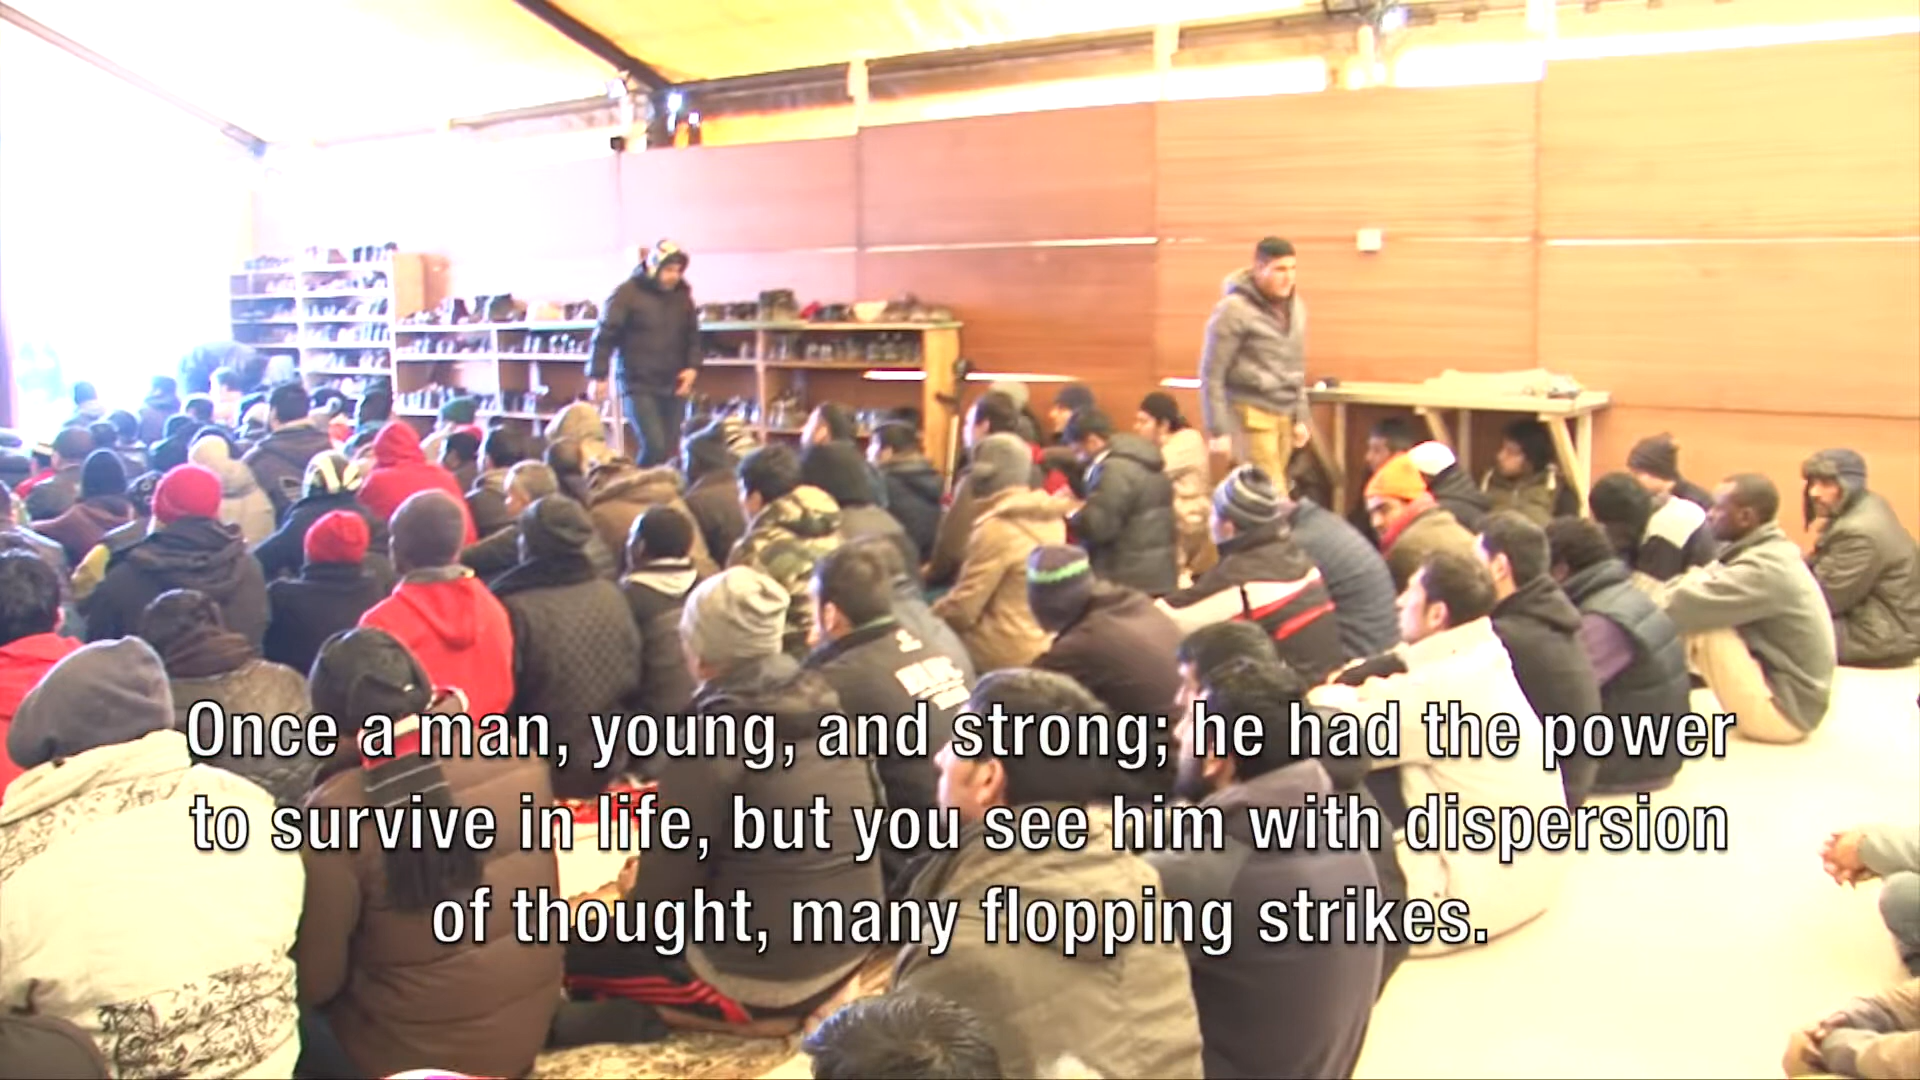 Once a man, young, and strong; he had the power
to survive in life, but you see him with dispersion
of thought, many flopping strikes.